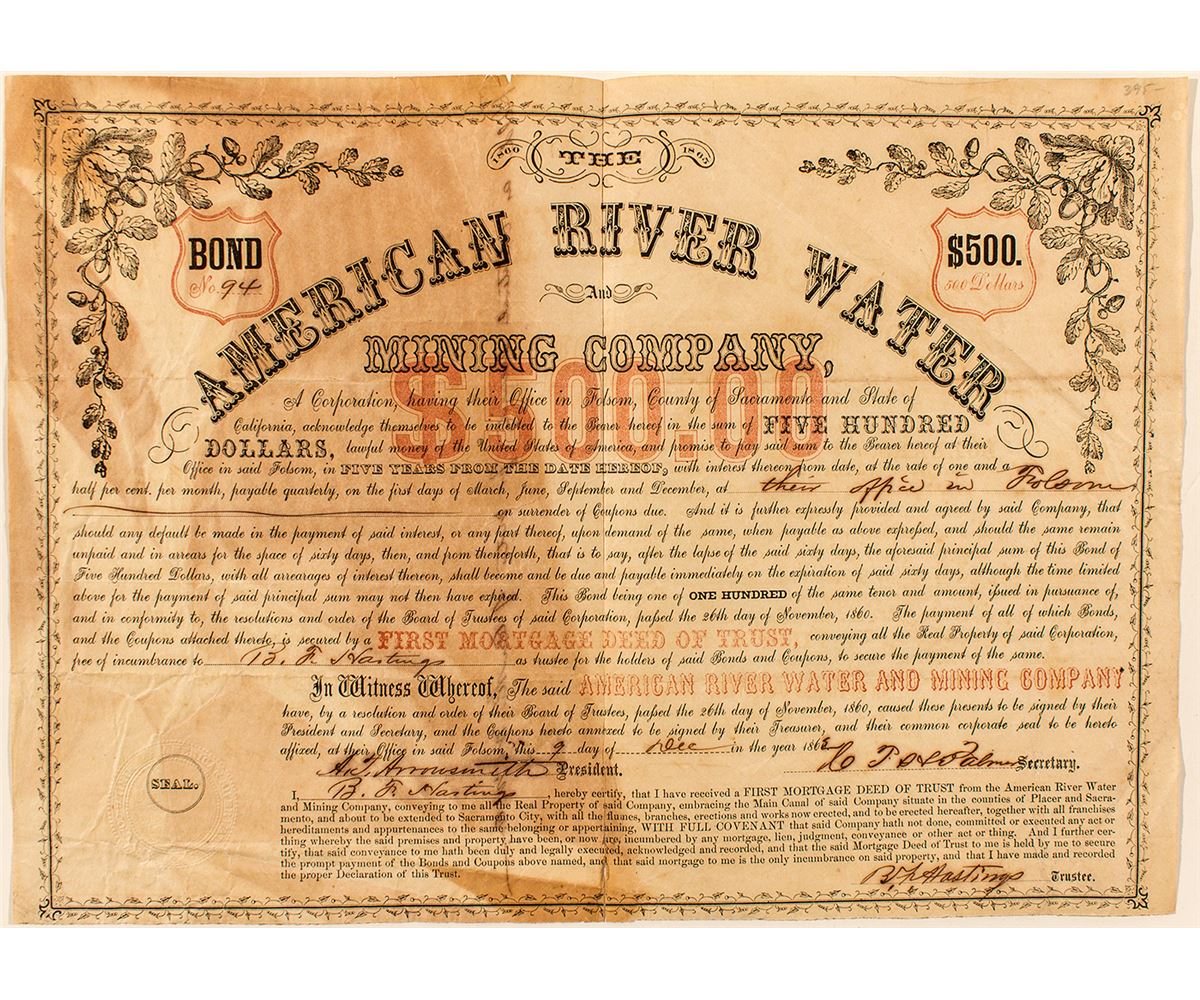 395-
1860 THE 1865
BOND
No. 94
$500.
500 Dollars
AMERICAN RIVER WATER
And
MINING COMPANY,
$500.00
A Corporation, having their Office in Folsom, County of Sacramento and State of
California, acknowledge themselves to be indebted to the Bearer hereof in the sum of FIVE HUNDRED
DOLLARS, lawful money of the United States of America, and promise to pay said sum to the Bearer hereof at their
Office in said Folsom, in FIVE YEARS FROM THE DATE HEREOF, with interest thereon from date, at the rate of one and a
half per cent. per month, payable quarterly, on the first days of March, June, September and December, at their office in Folsom
on surrender of Coupons due. And it is further expressly provided and agreed by said Company, that
should any default be made in the payment of said interest, or any part thereof, upon demand of the same, when payable as above expressed, and should the same remain
unpaid and in arrears for the space of sixty days, then, and from thenceforth, that is to say, after the lapse of the said sixty days, the aforesaid principal sum of this Bond of
Five Hundred Dollars, with all arrearages of interest thereon, shall become and be due and payable immediately on the expiration of said sixty days, although the time limited
above for the payment of said principal sum may not then have expired. This Bond being one of ONE HUNDRED of the same tenor and amount, issued in pursuance of,
and in conformity to, the resolutions and order of the Board of Trustees of said Corporation, passed the 26th day of November, 1860. The payment of all of which Bonds,
and the Coupons attached thereto, is secured by a FIRST MORTGAGE DEED OF TRUST, conveying all the Real Property of said Corporation,
free of incumbrance to B. F. Hastings as trustee for the holders of said Bonds and Coupons, to secure the payment of the same.
In Witness Whereof, The said AMERICAN RIVER WATER AND MINING COMPANY
have, by a resolution and order of their Board of Trustees, passed the 26th day of November, 1860, caused these presents to be signed by their
President and Secretary, and the Coupons hereto annexed to be signed by their Treasurer, and their common corporate seal to be hereto
affixed, at their Office in said Folsom, this 9 day of Dec in the year 186
A. T. Arrowsmith President. Palmer Secretary.
SEAL.
I, B. F. Hastings, hereby certify, that I have received a FIRST MORTGAGE DEED OF TRUST from the American River Water
and Mining Company, conveying to me all the Real Property of said Company, embracing the Main Canal of said Company situate in the counties of Placer and Sacra-
mento, and about to be extended to Sacramento City, with all the flumes, branches, erections and works now erected, and to be erected hereafter, together with all franchises
hereditaments and appurtenances to the same belonging or appertaining, WITH FULL COVENANT that said Company hath not done, committed or executed any act or
thing whereby the said premises and property have been, or now are, incumbered by any mortgage, lien, judgment, conveyance or other act or thing. And I further cer-
tify, that said conveyance to me hath been duly and legally executed, acknowledged and recorded, and that the said Mortgage Deed of Trust to me is held by me to secure
the prompt payment of the Bonds and Coupons above named, and that said mortgage to me is the only incumbrance on said property, and that I have made and recorded
the proper Declaration of this Trust.
B F Hastings Trustee.